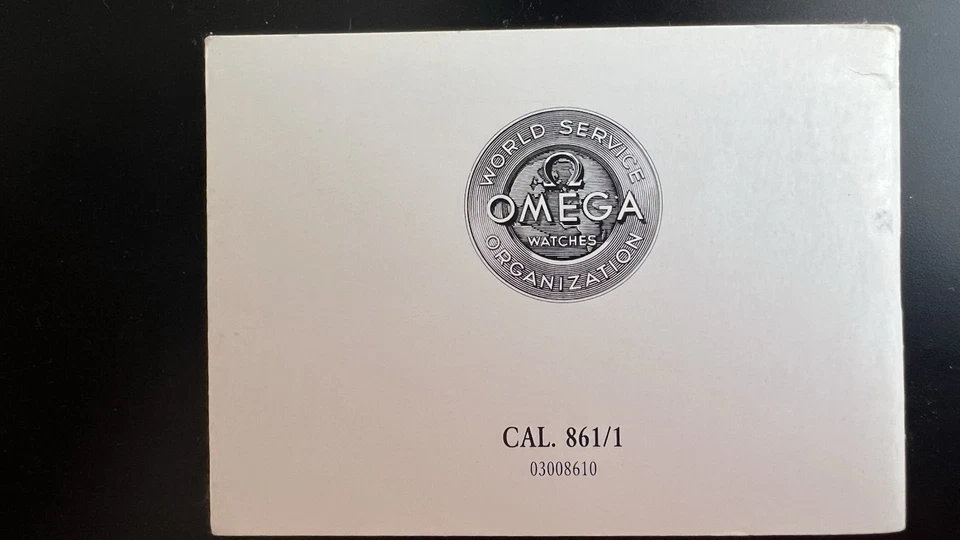 WORLD SERVICE
Ω
OMEGA
WATCHES
ORGANIZATION
CAL. 861/1
03008610